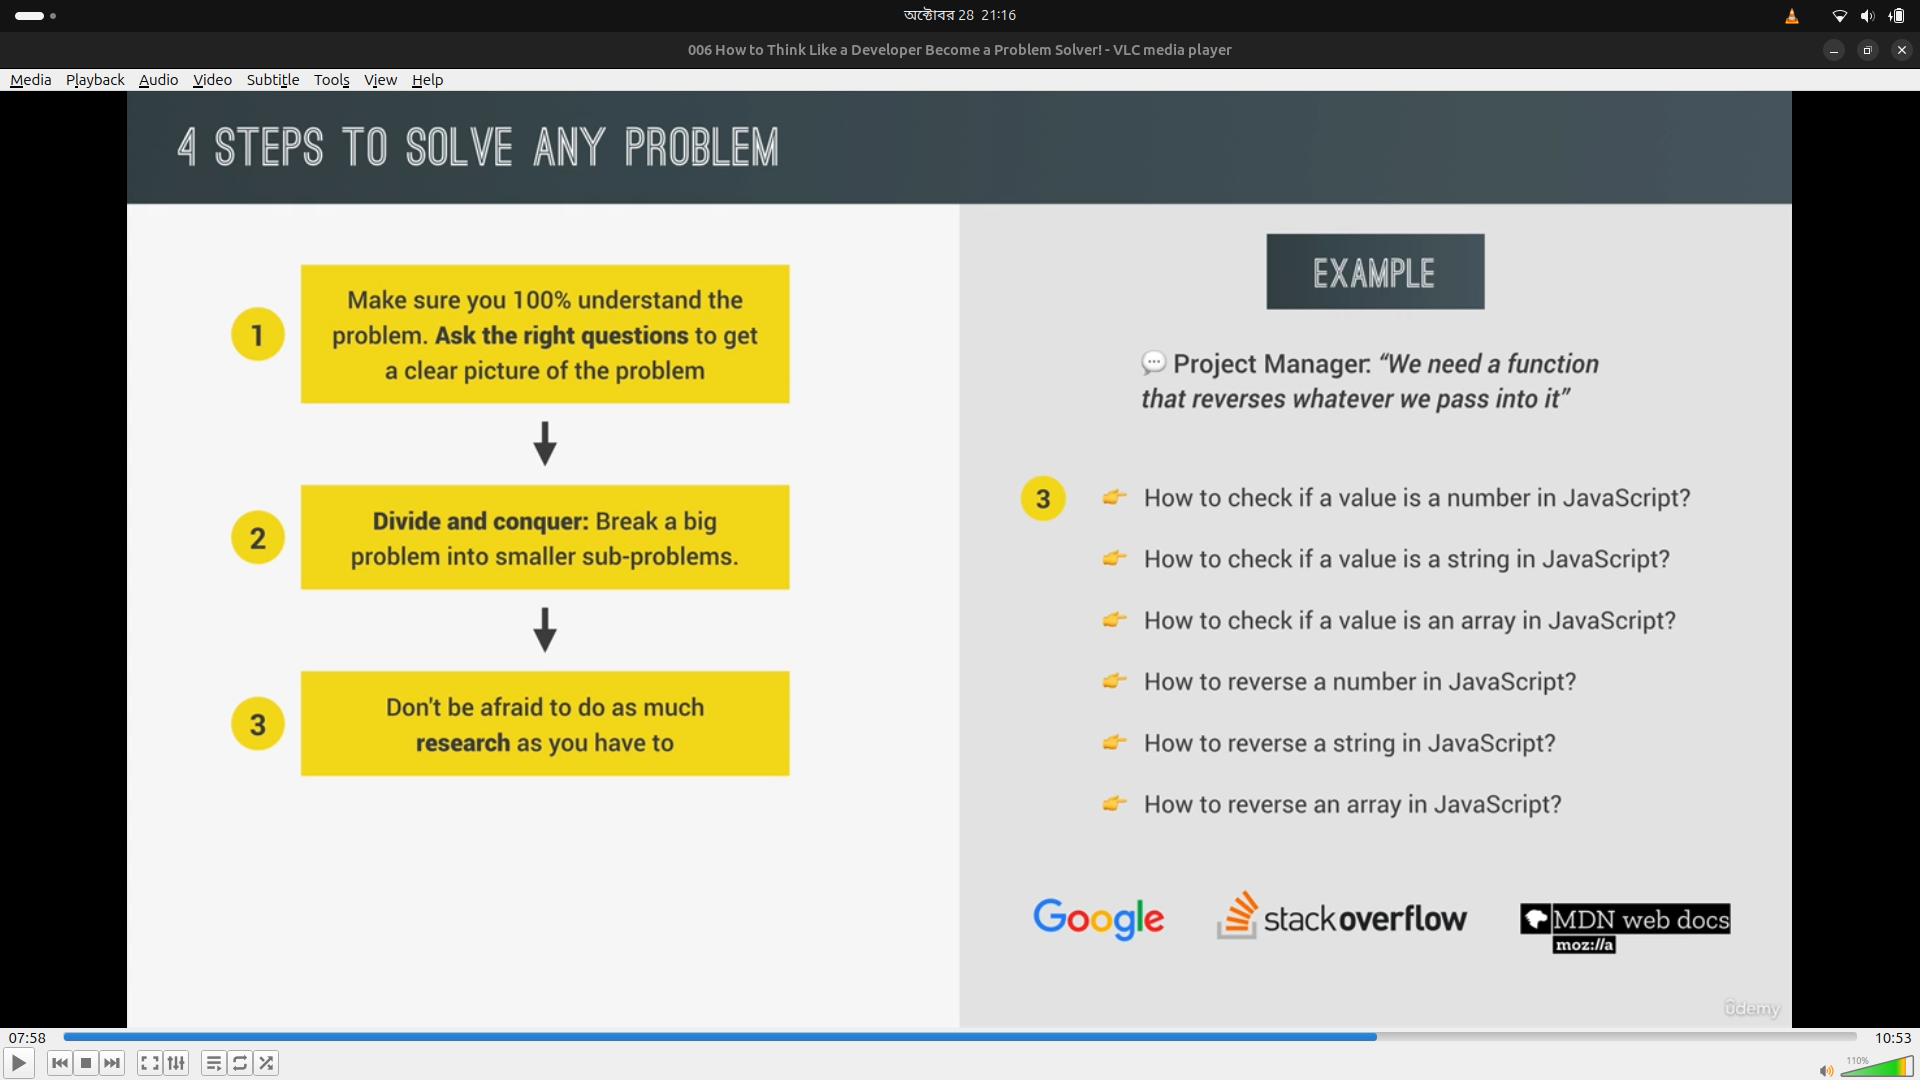 অক্টোবর 28 21:16
006 How to Think Like a Developer Become a Problem Solver! - VLC media player
Media Playback Audio Video Subtitle Tools View Help
4 STEPS TO SOLVE ANY PROBLEM
1
Make sure you 100% understand the
problem. Ask the right questions to get
a clear picture of the problem
2
Divide and conquer: Break a big
problem into smaller sub-problems.
3
Don't be afraid to do as much
research as you have to
EXAMPLE
Project Manager: “We need a function
that reverses whatever we pass into it”
3
How to check if a value is a number in JavaScript?
How to check if a value is a string in JavaScript?
How to check if a value is an array in JavaScript?
How to reverse a number in JavaScript?
How to reverse a string in JavaScript?
How to reverse an array in JavaScript?
Google
stackoverflow
MDN web docs
moz://a
ûdemy
07:58
10:53
110%